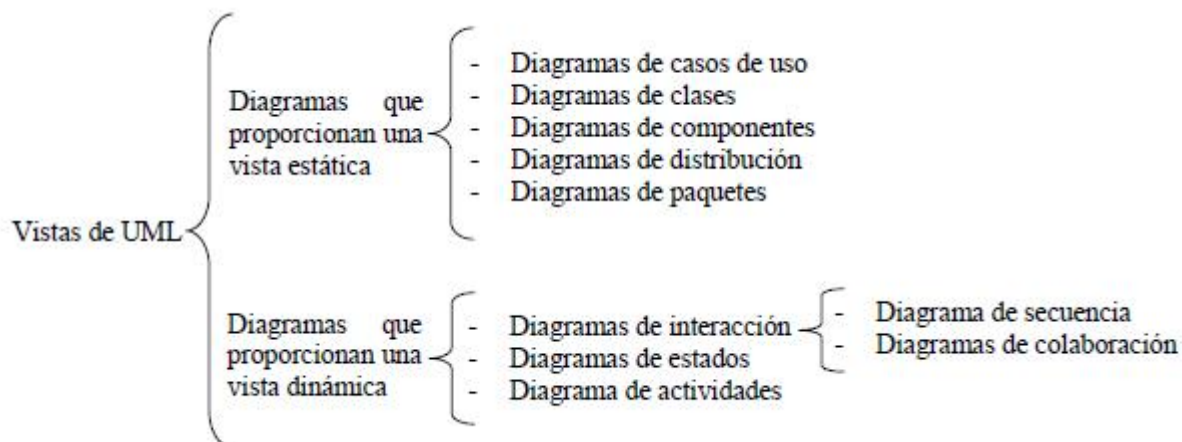 Vistas de UML
Diagramas que
proporcionan una
vista estática
- Diagramas de casos de uso
- Diagramas de clases
- Diagramas de componentes
- Diagramas de distribución
- Diagramas de paquetes
Diagramas que
proporcionan una
vista dinámica
- Diagramas de interacción
- Diagramas de estados
- Diagrama de actividades
- Diagrama de secuencia
- Diagramas de colaboración